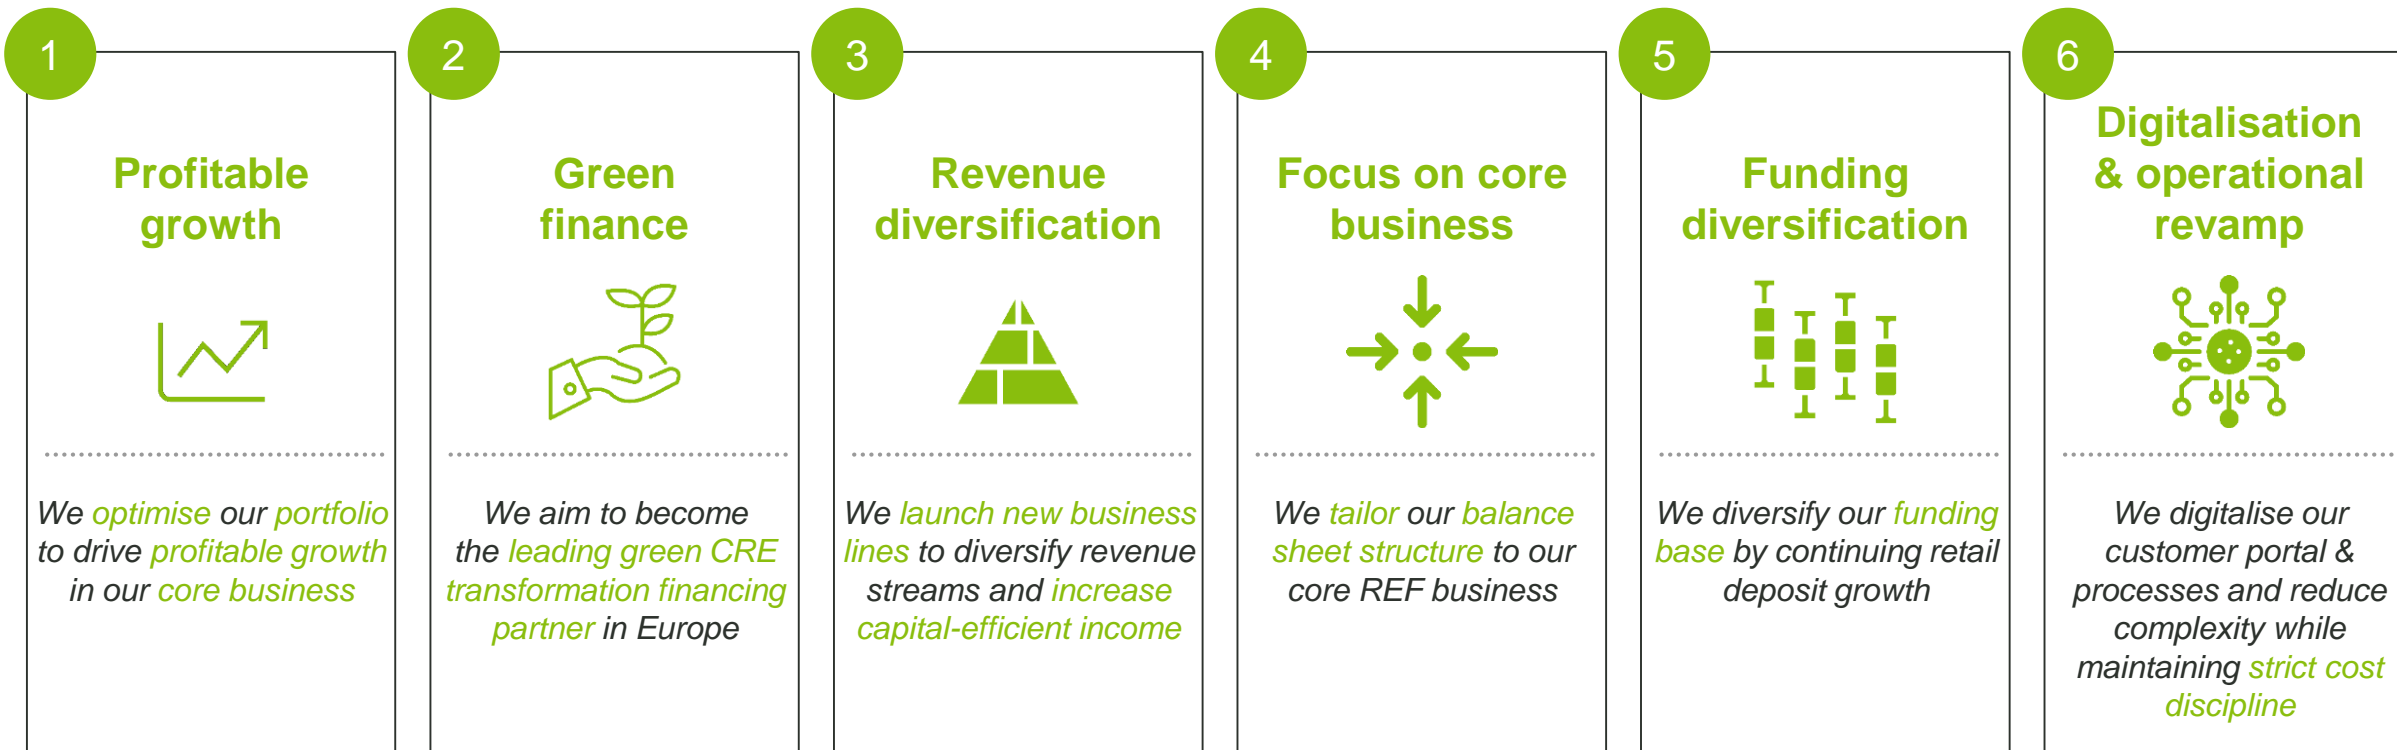 1
Profitable
growth
We optimise our portfolio
to drive profitable growth
in our core business
2
Green
finance
We aim to become
the leading green CRE
transformation financing
partner in Europe
3
Revenue
diversification
We launch new business
lines to diversify revenue
streams and increase
capital-efficient income
4
Focus on core
business
We tailor our balance
sheet structure to our
core REF business
5
Funding
diversification
We diversify our funding
base by continuing retail
deposit growth
6
Digitalisation
& operational
revamp
We digitalise our
customer portal &
processes and reduce
complexity while
maintaining strict cost
discipline